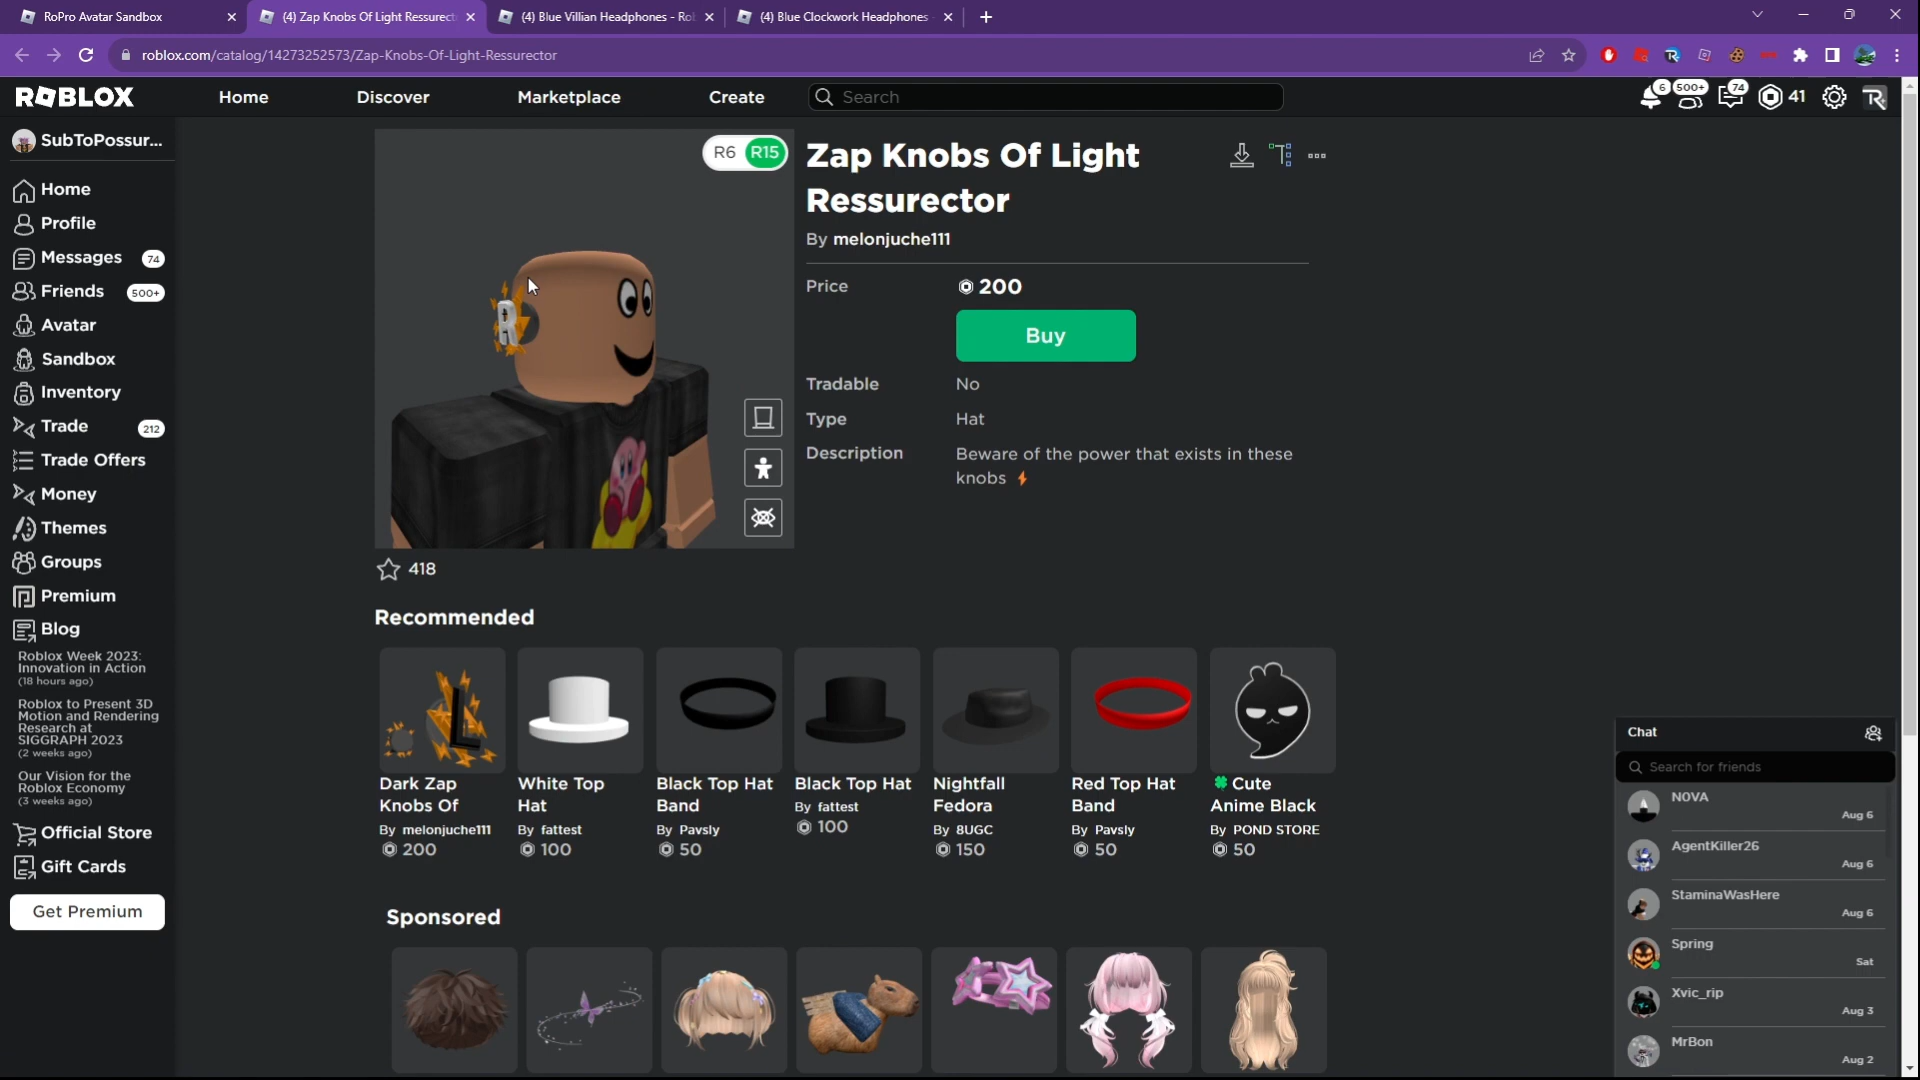 RoPro Avatar Sandbox
(4) Zap Knobs Of Light Ressurect
(4) Blue Villian Headphones - Ro
(4) Blue Clockwork Headphones
roblox.com/catalog/14273252573/Zap-Knobs-Of-Light-Ressurector
ROBLOX
Home
Discover
Marketplace
Create
Search
6
500+
74
41
SubToPossur...
Home
Profile
Messages 74
Friends 500+
Avatar
Sandbox
Inventory
Trade 212
Trade Offers
Money
Themes
Groups
Premium
Blog
Roblox Week 2023:
Innovation in Action
(18 hours ago)
Roblox to Present 3D
Motion and Rendering
Research at
SIGGRAPH 2023
(2 weeks ago)
Our Vision for the
Roblox Economy
(3 weeks ago)
Official Store
Gift Cards
Get Premium
R6 R15
R
Zap Knobs Of Light
Ressurector
By melonjuche111
Price 200
Buy
Tradable No
Type Hat
Description Beware of the power that exists in these
knobs
418
Recommended
L
Dark Zap
Knobs Of
By melonjuche111
200
White Top
Hat
By fattest
100
Black Top Hat
Band
By Pavsly
50
Black Top Hat
By fattest
100
Nightfall
Fedora
By 8UGC
150
Red Top Hat
Band
By Pavsly
50
Cute
Anime Black
By POND STORE
50
Sponsored
Chat
Search for friends
N0VA
Aug 6
AgentKiller26
Aug 6
StaminaWasHere
Aug 6
Spring
Sat
Xvic_rip
Aug 3
MrBon
Aug 2